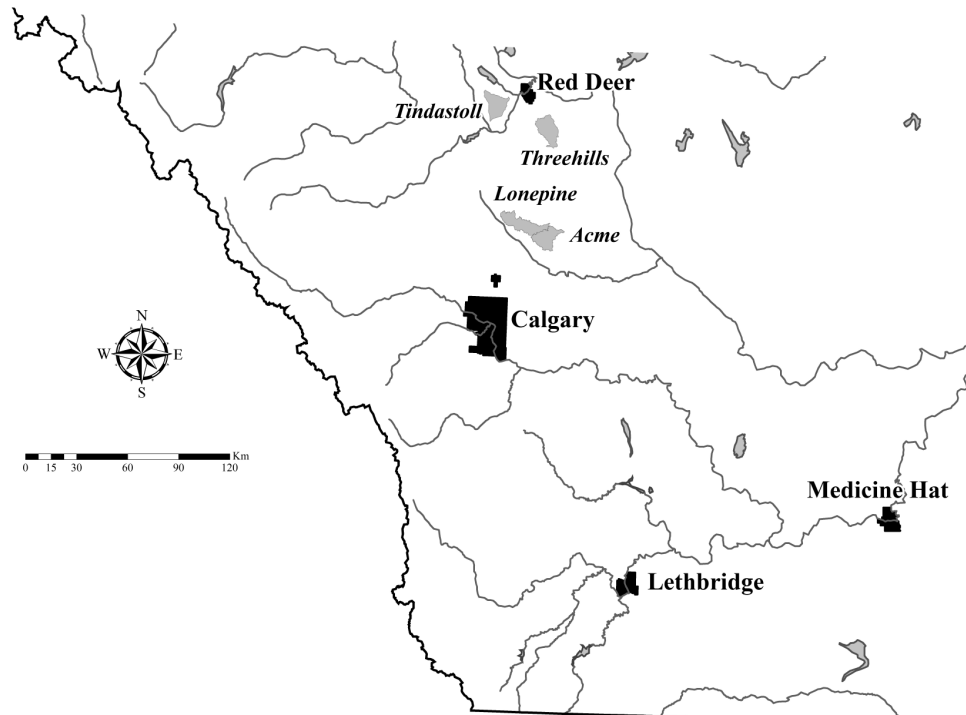 Red Deer
Tindastoll
Threehills
Lonepine
Acme
Calgary
N
W E
S
Km
0 15 30 60 90 120
Medicine Hat
Lethbridge